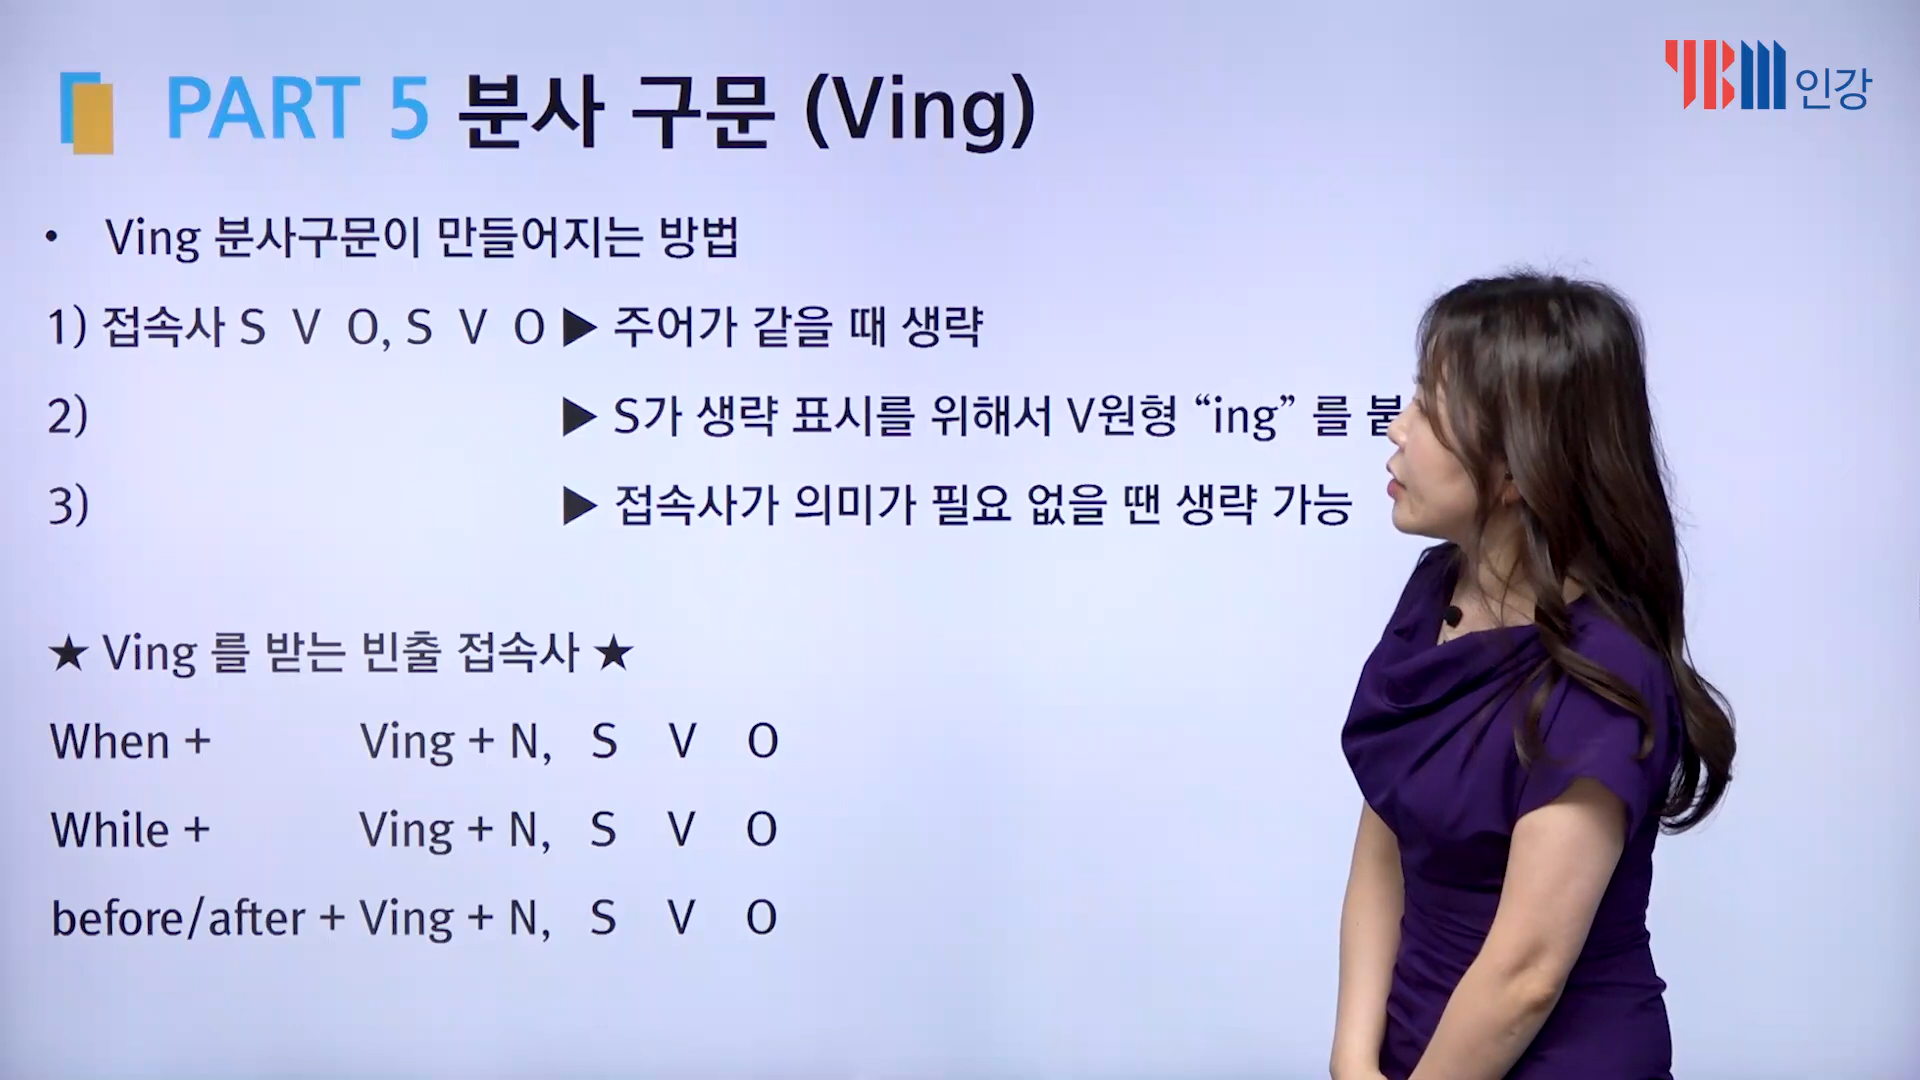 PART 5 분사 구문 (Ving)
YBM 인강
• Ving 분사구문이 만들어지는 방법
1) 접속사 S V O, S V O ▶ 주어가 같을 때 생략
2) ▶ S가 생략 표시를 위해서 V원형 “ing” 를
3) ▶ 접속사가 의미가 필요 없을 땐 생략 가능
★ Ving 를 받는 빈출 접속사 ★
When + Ving + N, S V O
While + Ving + N, S V O
before/after + Ving + N, S V O